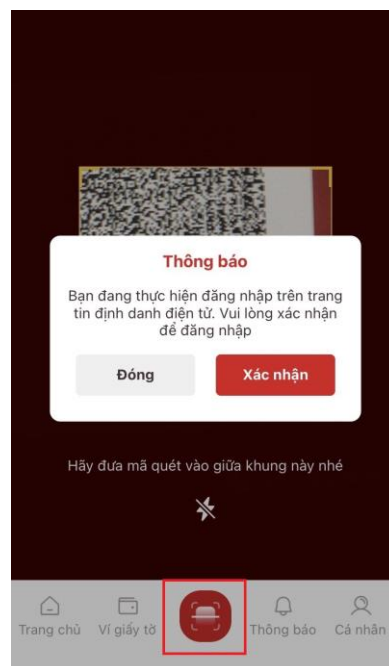 Thông báo
Bạn đang thực hiện đăng nhập trên trang
tin định danh điện tử. Vui lòng xác nhận
để đăng nhập
Đóng
Xác nhận
Hãy đưa mã quét vào giữa khung này nhé
Trang chủ
Ví giấy tờ
Thông báo
Cá nhân